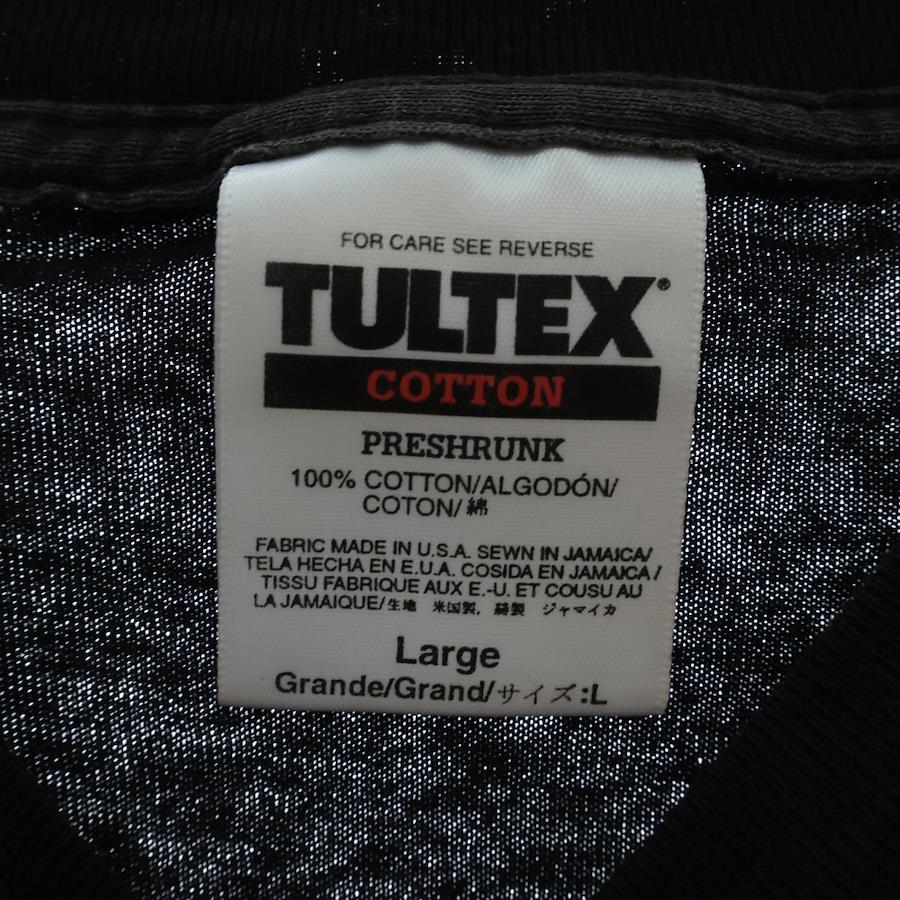 FOR CARE SEE REVERSE
TULTEX®
COTTON
PRESHRUNK
100% COTTON/ALGODÓN/
COTON/綿
FABRIC MADE IN U.S.A. SEWN IN JAMAICA/
TELA HECHA EN E.U.A. COSIDA EN JAMAICA/
TISSU FABRIQUE AUX E.-U. ET COUSU AU
LA JAMAIQUE/生地 米国製, 縫製 ジャマイカ
Large
Grande/Grand/サイズ:L